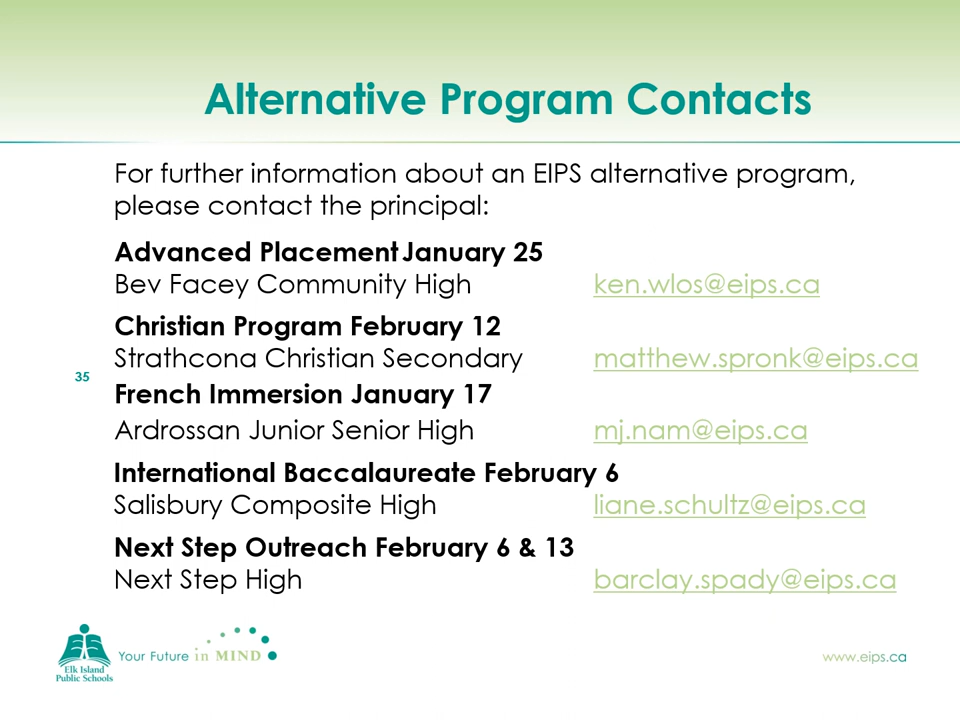 Alternative Program Contacts
For further information about an EIPS alternative program,
please contact the principal:
Advanced Placement January 25
Bev Facey Community High ken.wlos@eips.ca
Christian Program February 12
Strathcona Christian Secondary matthew.spronk@eips.ca
35
French Immersion January 17
Ardrossan Junior Senior High mj.nam@eips.ca
International Baccalaureate February 6
Salisbury Composite High liane.schultz@eips.ca
Next Step Outreach February 6 & 13
Next Step High barclay.spady@eips.ca
Elk Island
Public Schools
Your Future in MIND
www.eips.ca